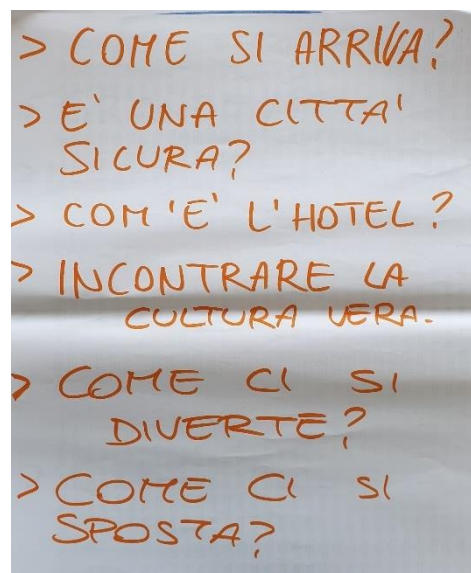 > COME SI ARRIVA?
> E' UNA CITTA'
SICURA?
> COM'E' L'HOTEL?
> INCONTRARE LA
CULTURA VERA.
> COME CI SI
DIVERTE?
> COME CI SI
SPOSTA?